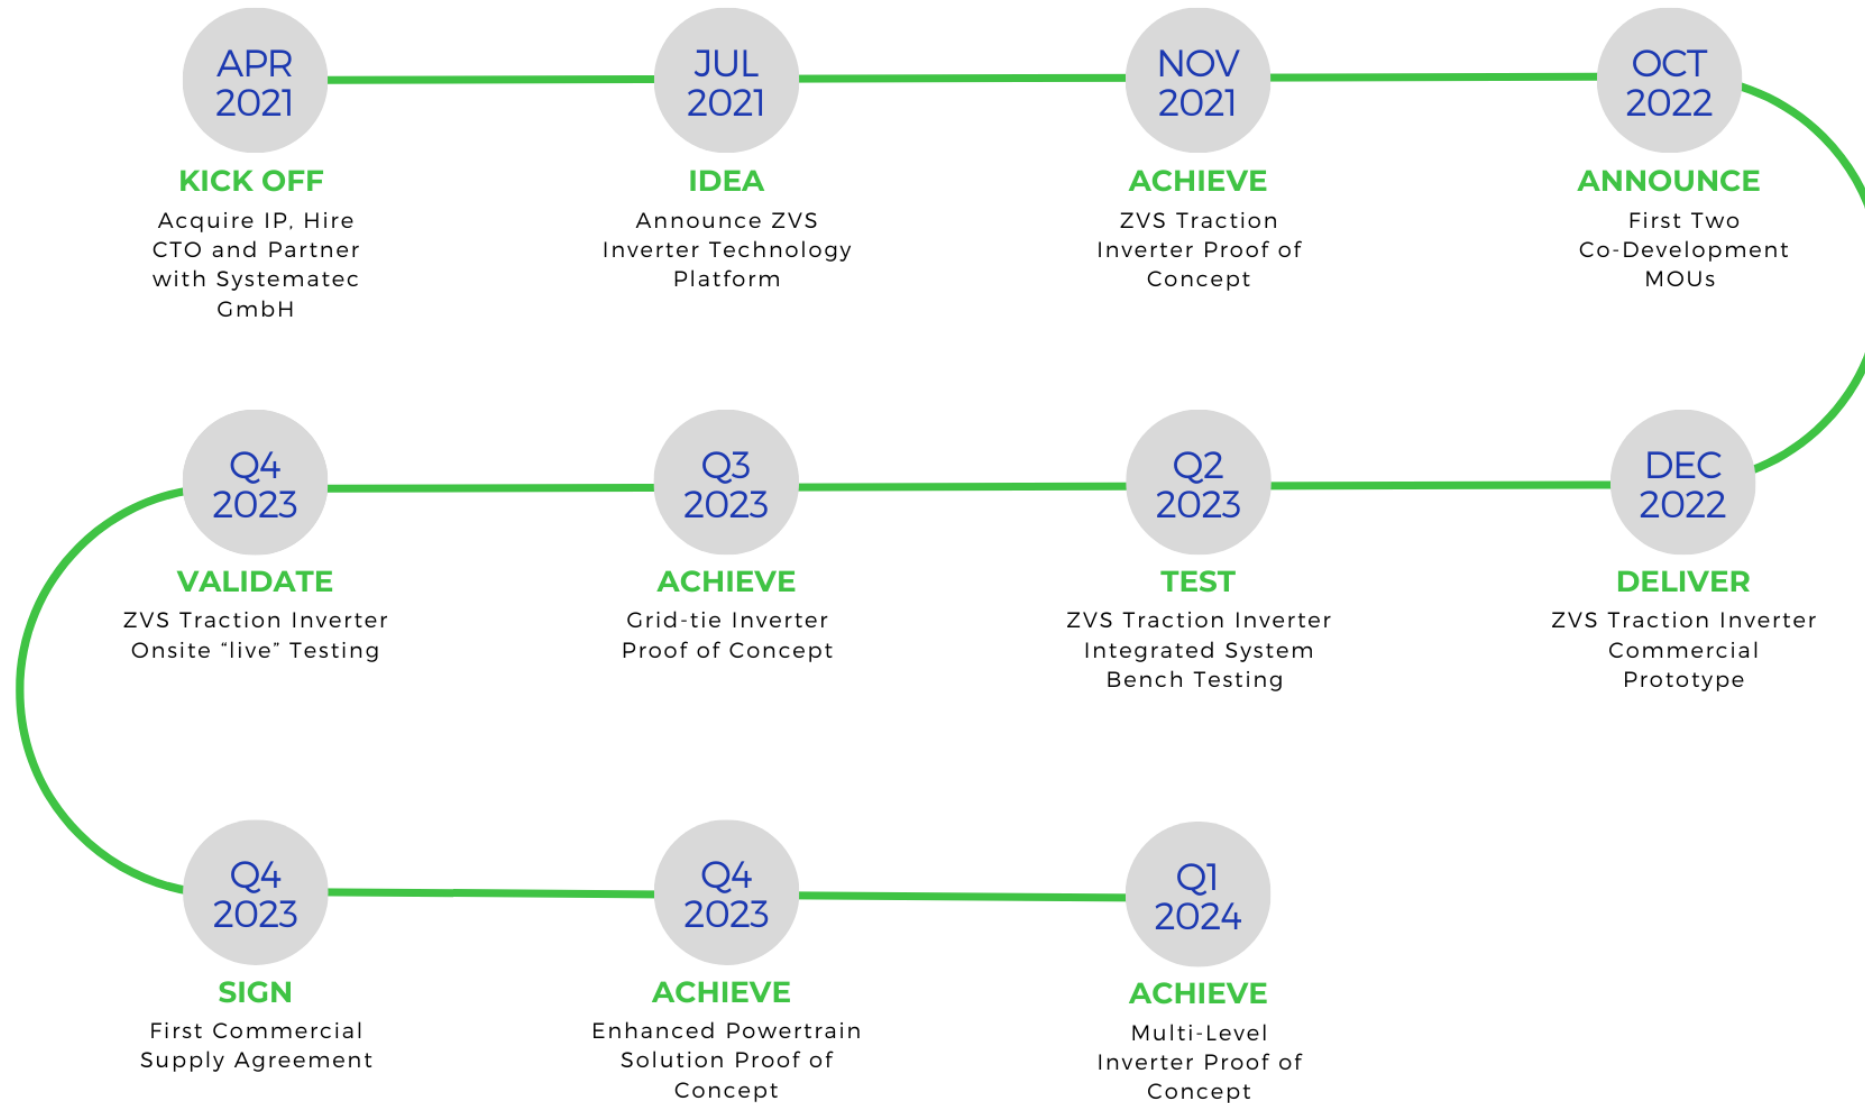 APR
2021
KICK OFF
Acquire IP, Hire
CTO and Partner
with Systematec
GmbH
JUL
2021
IDEA
Announce ZVS
Inverter Technology
Platform
NOV
2021
ACHIEVE
ZVS Traction
Inverter Proof of
Concept
OCT
2022
ANNOUNCE
First Two
Co-Development
MOUs
DEC
2022
DELIVER
ZVS Traction Inverter
Commercial
Prototype
Q2
2023
TEST
ZVS Traction Inverter
Integrated System
Bench Testing
Q3
2023
ACHIEVE
Grid-tie Inverter
Proof of Concept
Q4
2023
VALIDATE
ZVS Traction Inverter
Onsite “live” Testing
Q4
2023
SIGN
First Commercial
Supply Agreement
Q4
2023
ACHIEVE
Enhanced Powertrain
Solution Proof of
Concept
Q1
2024
ACHIEVE
Multi-Level
Inverter Proof of
Concept